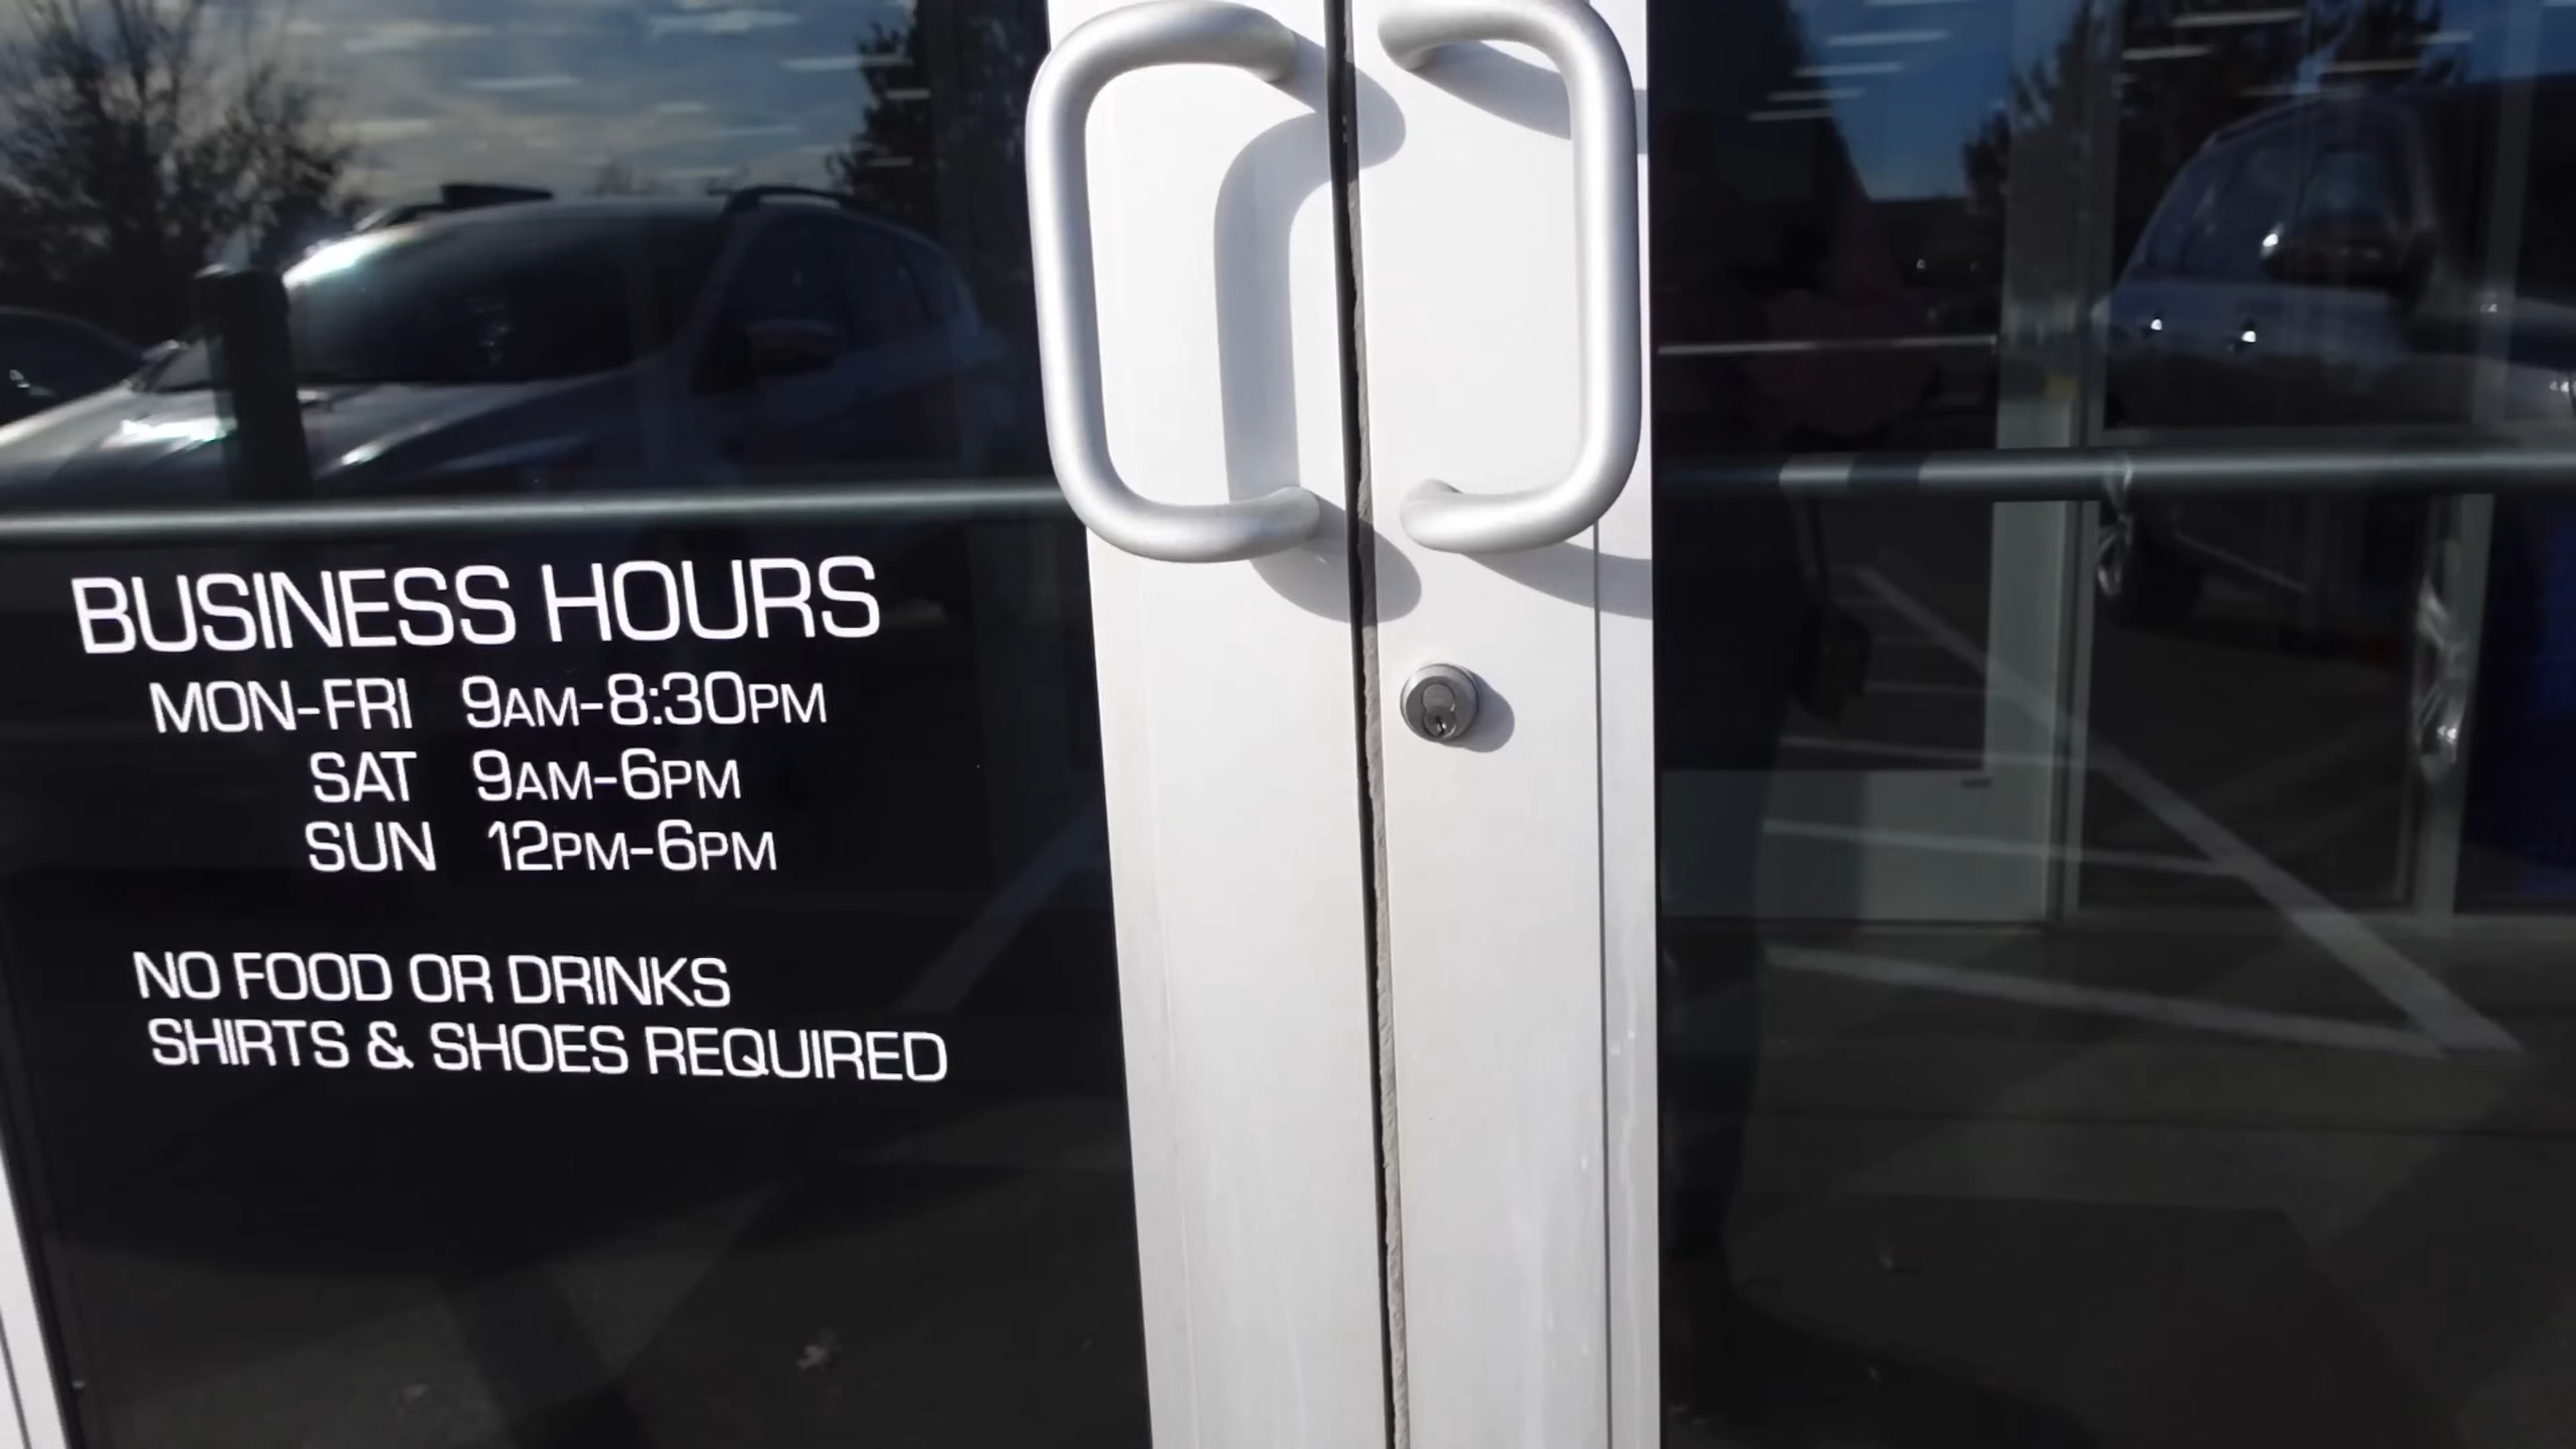 BUSINESS HOURS
MON-FRI 9AM-8:30PM
SAT 9AM-6PM
SUN 12PM-6PM
NO FOOD OR DRINKS
SHIRTS & SHOES REQUIRED